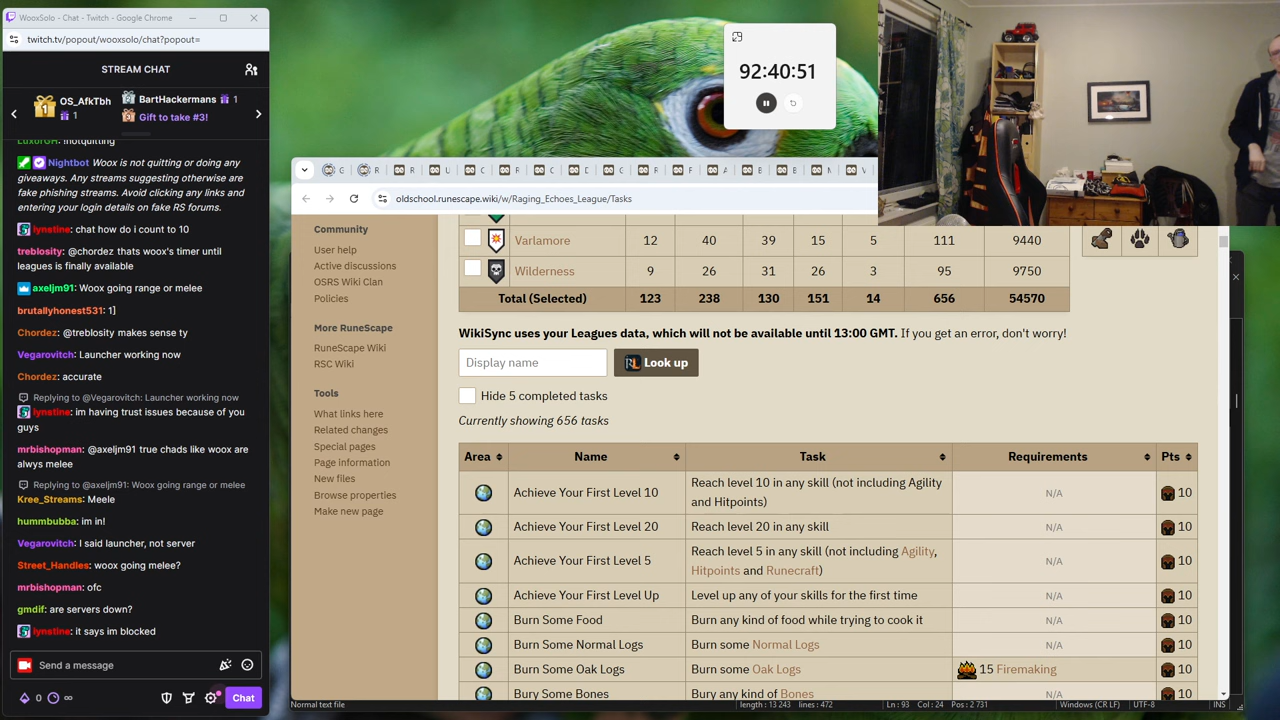 WooxSolo - Chat - Twitch - Google Chrome
twitch.tv/popout/wooxsolo/chat?popout=
STREAM CHAT
OS_AfkTbh
1
BartHackermans 1
Gift to take #3!
LuxorGH: !notquitting
Nightbot Woox is not quitting or doing any
giveaways. Any streams suggesting otherwise are
fake phishing streams. Avoid clicking any links and
entering your login details on fake RS forums.
lynstine: chat how do i count to 10
treblosity: @chordez thats woox's timer until
leagues is finally available
axeljm91: Woox going range or melee
brutallyhonest531: 1]
Chordez: @treblosity makes sense ty
Vegarovitch: Launcher working now
Chordez: accurate
Replying to @Vegarovitch: Launcher working now
lynstine: im having trust issues because of you
guys
mrbishopman: @axeljm91 true chads like woox are
alwys melee
Replying to @axeljm91: Woox going range or melee
Kree_Streams: Meele
hummbubba: im in!
Vegarovitch: I said launcher, not server
Street_Handles: woox going melee?
mrbishopman: ofc
gmdif: are servers down?
lynstine: it says im blocked
Send a message
0 ∞
Chat
92:40:51
G R R U C R C D C R F A B B M V
oldschool.runescape.wiki/w/Raging_Echoes_League/Tasks
Community
User help
Active discussions
OSRS Wiki Clan
Policies
More RuneScape
RuneScape Wiki
RSC Wiki
Tools
What links here
Related changes
Special pages
Page information
New files
Browse properties
Make new page
Varlamore 12 40 39 15 5 111 9440
Wilderness 9 26 31 26 3 95 9750
Total (Selected) 123 238 130 151 14 656 54570
WikiSync uses your Leagues data, which will not be available until 13:00 GMT. If you get an error, don't worry!
Display name
Look up
Hide 5 completed tasks
Currently showing 656 tasks
Area Name Task Requirements Pts
Achieve Your First Level 10 Reach level 10 in any skill (not including Agility
and Hitpoints) N/A 10
Achieve Your First Level 20 Reach level 20 in any skill N/A 10
Achieve Your First Level 5 Reach level 5 in any skill (not including Agility,
Hitpoints and Runecraft) N/A 10
Achieve Your First Level Up Level up any of your skills for the first time N/A 10
Burn Some Food Burn any kind of food while trying to cook it N/A 10
Burn Some Normal Logs Burn some Normal Logs N/A 10
Burn Some Oak Logs Burn some Oak Logs 15 Firemaking 10
Bury Some Bones Bury any kind of Bones N/A 10
Normal text file length : 13 243 lines : 472 Ln : 93 Col : 24 Pos : 2 731 Windows (CR LF) UTF-8 INS